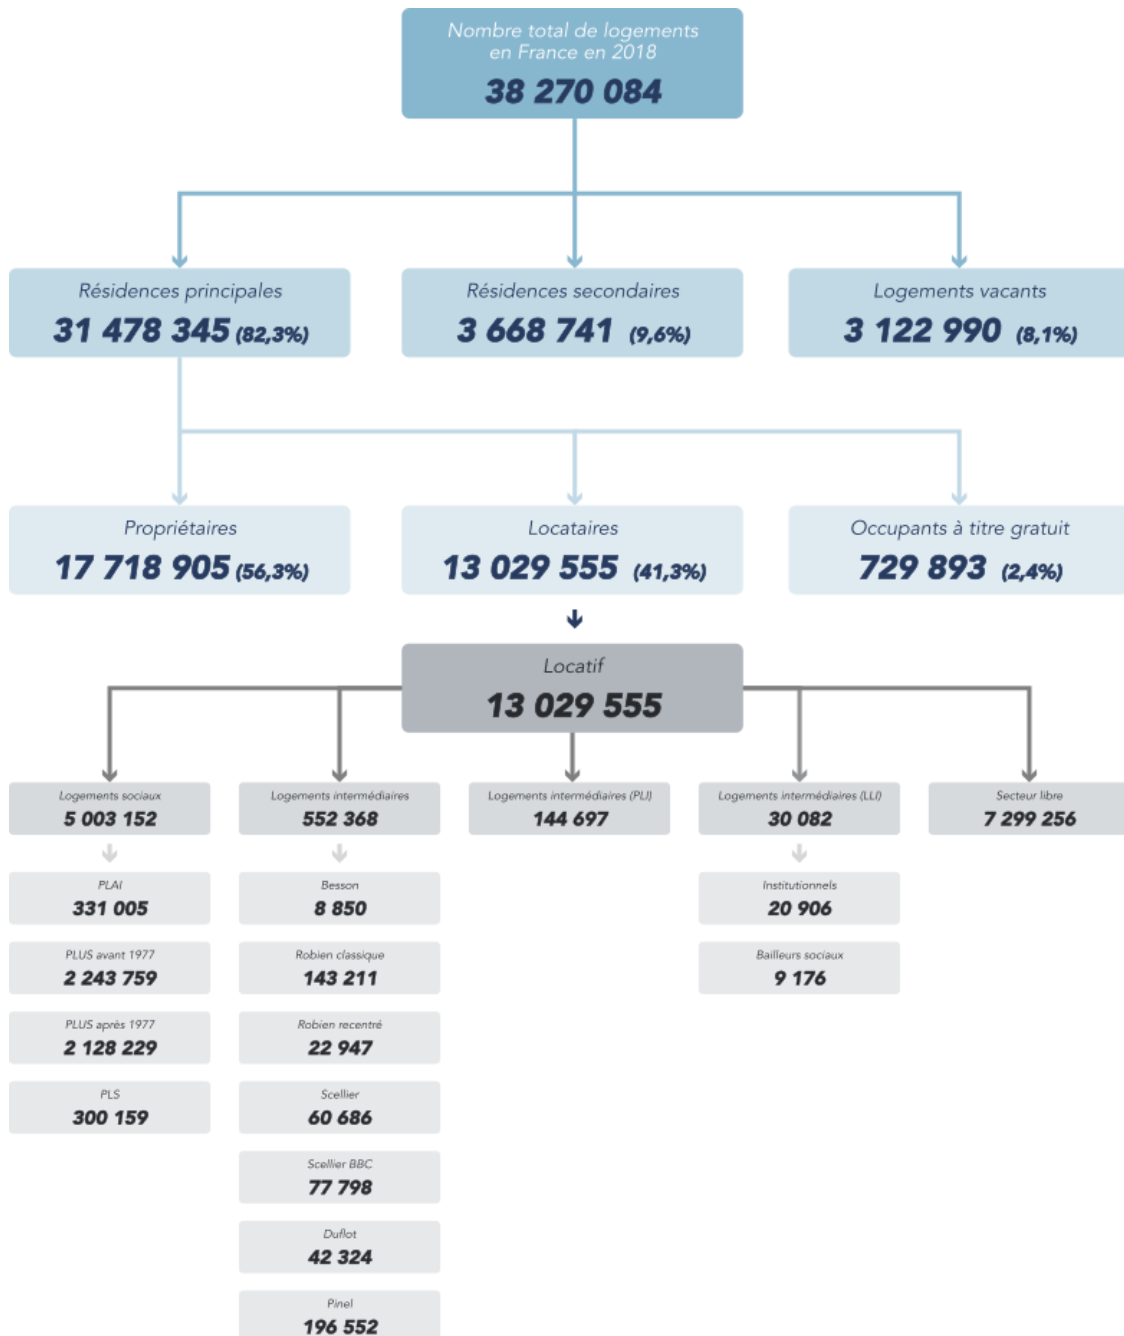 Nombre total de logements
en France en 2018
38 270 084
Résidences principales
31 478 345 (82,3%)
Résidences secondaires
3 668 741 (9,6%)
Logements vacants
3 122 990 (8,1%)
Propriétaires
17 718 905 (56,3%)
Locataires
13 029 555 (41,3%)
Occupants à titre gratuit
729 893 (2,4%)
Locatif
13 029 555
Logements sociaux
5 003 152
Logements intermédiaires
552 368
Logements intermédiaires (PLI)
144 697
Logements intermédiaires (LLI)
30 082
Secteur libre
7 299 256
PLAI
331 005
PLUS avant 1977
2 243 759
PLUS après 1977
2 128 229
PLS
300 159
Besson
8 850
Robien classique
143 211
Robien recentré
22 947
Scellier
60 686
Scellier BBC
77 798
Duflot
42 324
Pinel
196 552
Institutionnels
20 906
Bailleurs sociaux
9 176